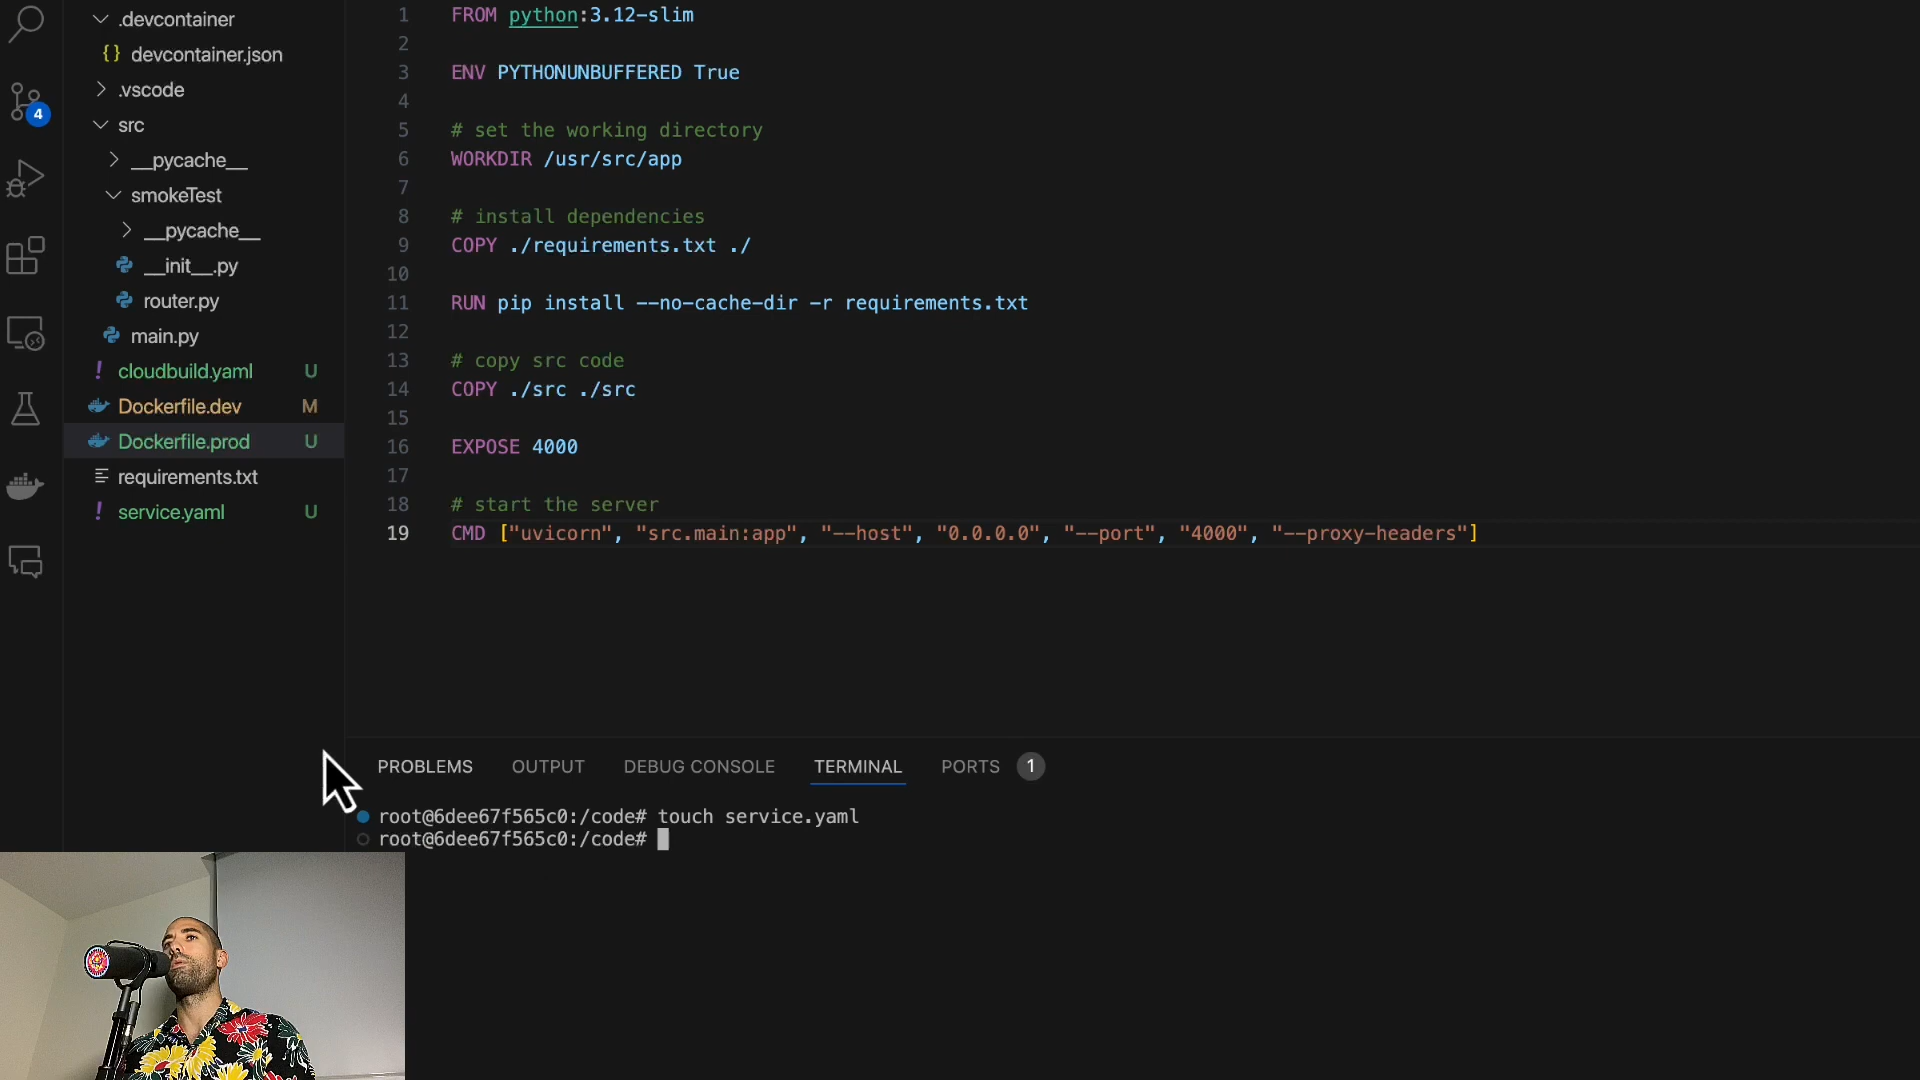 .devcontainer
{} devcontainer.json
.vscode
src
__pycache__
smokeTest
__pycache__
__init__.py
router.py
main.py
! cloudbuild.yaml U
Dockerfile.dev M
Dockerfile.prod U
requirements.txt
! service.yaml U
4
1 FROM python:3.12-slim
2
3 ENV PYTHONUNBUFFERED True
4
5 # set the working directory
6 WORKDIR /usr/src/app
7
8 # install dependencies
9 COPY ./requirements.txt ./
10
11 RUN pip install --no-cache-dir -r requirements.txt
12
13 # copy src code
14 COPY ./src ./src
15
16 EXPOSE 4000
17
18 # start the server
19 CMD ["uvicorn", "src.main:app", "--host", "0.0.0.0", "--port", "4000", "--proxy-headers"]
PROBLEMS OUTPUT DEBUG CONSOLE TERMINAL PORTS 1
root@6dee67f565c0:/code# touch service.yaml
root@6dee67f565c0:/code#